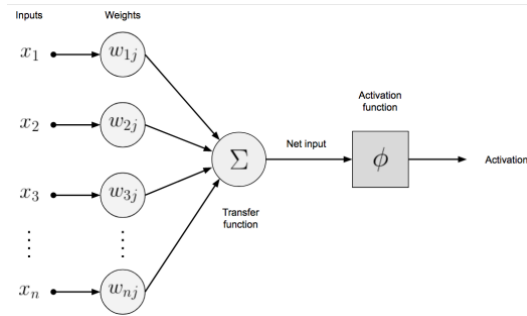 Inputs
Weights
x1
w1j
x2
w2j
x3
w3j
xn
wnj
Σ
Transfer
function
Net input
Activation
function
ϕ
Activation